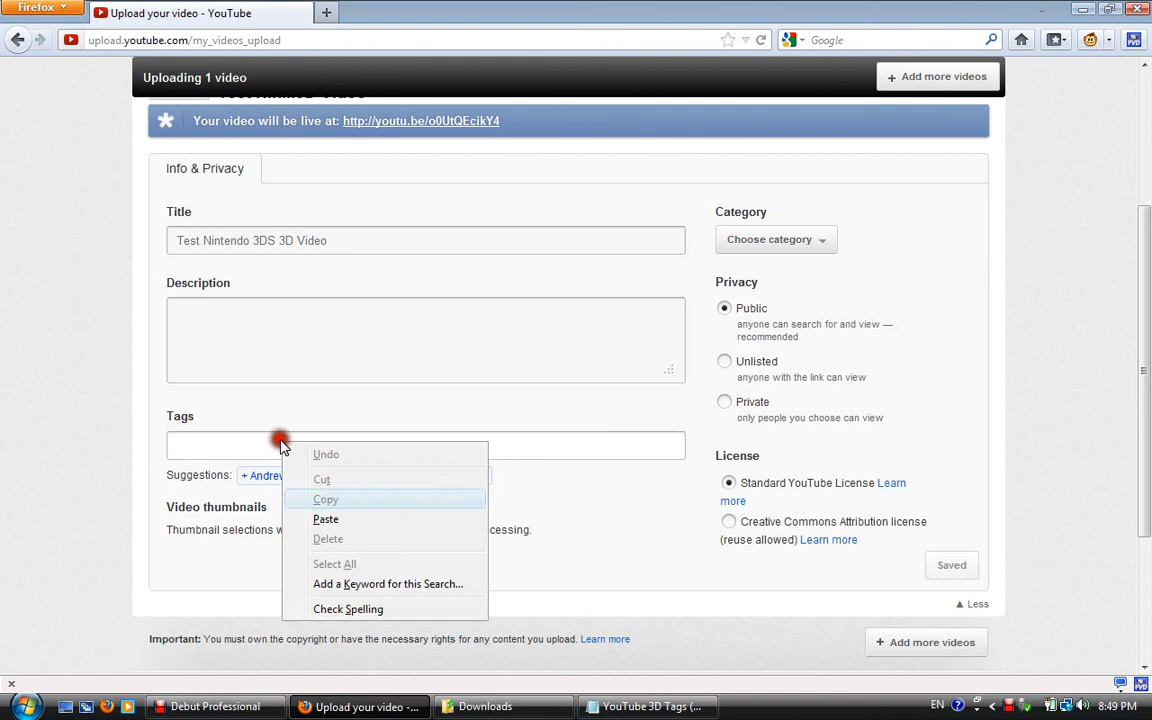 Firefox
Upload your video - YouTube
upload.youtube.com/my_videos_upload
Google
Uploading 1 video
+ Add more videos
Your video will be live at: http://youtu.be/o0UtQEcikY4
Info & Privacy
Title
Test Nintendo 3DS 3D Video
Description
Tags
Suggestions: + Andrew
Video thumbnails
Thumbnail selections
processing.
Undo
Cut
Copy
Paste
Delete
Select All
Add a Keyword for this Search...
Check Spelling
Category
Choose category
Privacy
Public
anyone can search for and view —
recommended
Unlisted
anyone with the link can view
Private
only people you choose can view
License
Standard YouTube License Learn
more
Creative Commons Attribution license
(reuse allowed) Learn more
Saved
Less
Important: You must own the copyright or have the necessary rights for any content you upload. Learn more
+ Add more videos
Debut Professional
Upload your video -...
Downloads
YouTube 3D Tags (...
EN
8:49 PM